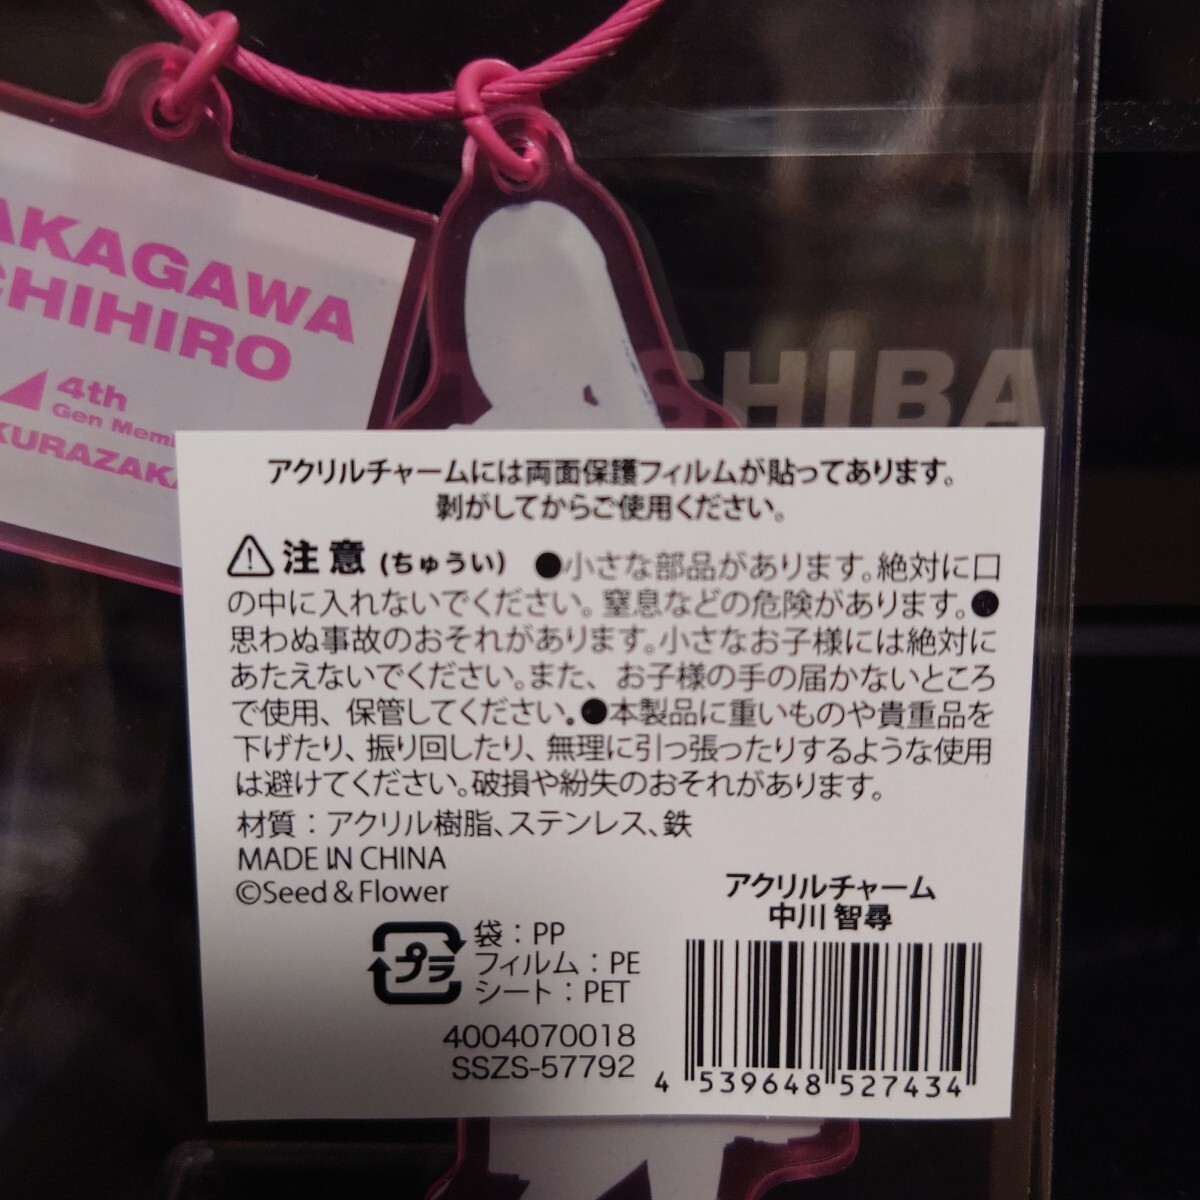 AKAGAWA
CHIHIRO
4th
Gen Mem
KURAZAKA
SHIBA
アクリルチャームには両面保護フィルムが貼ってあります。
剥がしてからご使用ください。
注意 (ちゅうい) ●小さな部品があります。絶対に口
の中に入れないでください。窒息などの危険があります。●
思わぬ事故のおそれがあります。小さなお子様には絶対に
あたえないでください。また、お子様の手の届かないところ
で使用、保管してください。●本製品に重いものや貴重品を
下げたり、振り回したり、無理に引っ張ったりするような使用
は避けてください。破損や紛失のおそれがあります。
材質：アクリル樹脂、ステンレス、鉄
MADE IN CHINA
©Seed & Flower
アクリルチャーム
中川 智尋
プラ
袋：PP
フィルム：PE
シート：PET
4004070018
SSZS-57792
4 539648 527434